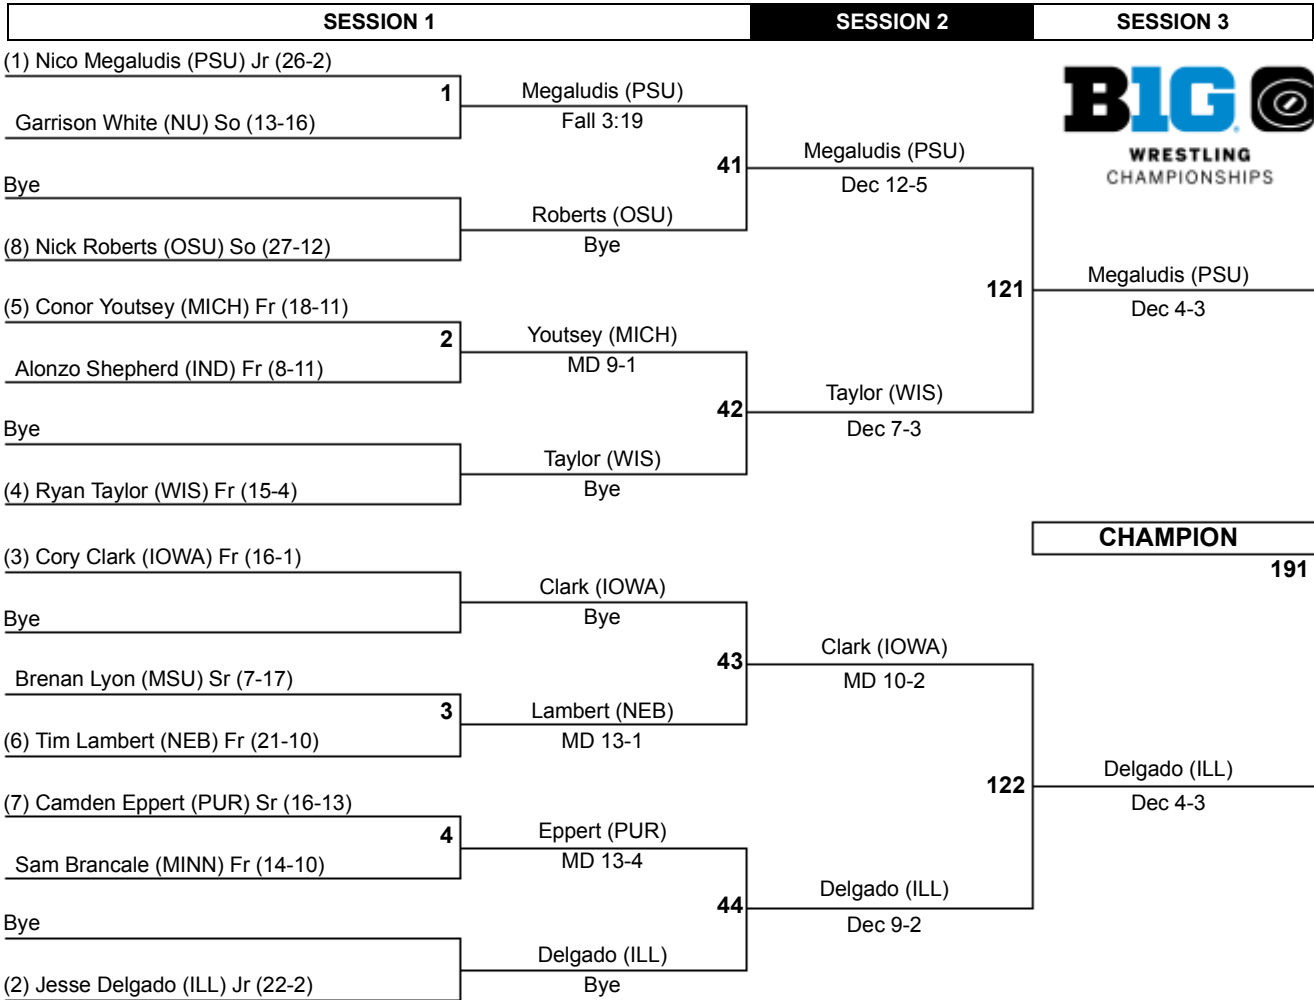 SESSION 1
SESSION 2
SESSION 3
(1) Nico Megaludis (PSU) Jr (26-2)
1
Garrison White (NU) So (13-16)
Megaludis (PSU)
Fall 3:19
41
Bye
Roberts (OSU)
Bye
(8) Nick Roberts (OSU) So (27-12)
Megaludis (PSU)
Dec 12-5
B1G
WRESTLING
CHAMPIONSHIPS
121
Megaludis (PSU)
Dec 4-3
(5) Conor Youtsey (MICH) Fr (18-11)
2
Alonzo Shepherd (IND) Fr (8-11)
Youtsey (MICH)
MD 9-1
42
Taylor (WIS)
Dec 7-3
Bye
Taylor (WIS)
Bye
(4) Ryan Taylor (WIS) Fr (15-4)
CHAMPION
191
(3) Cory Clark (IOWA) Fr (16-1)
Clark (IOWA)
Bye
Bye
43
Clark (IOWA)
MD 10-2
Brenan Lyon (MSU) Sr (7-17)
3
Lambert (NEB)
MD 13-1
(6) Tim Lambert (NEB) Fr (21-10)
122
Delgado (ILL)
Dec 4-3
(7) Camden Eppert (PUR) Sr (16-13)
4
Sam Brancale (MINN) Fr (14-10)
Eppert (PUR)
MD 13-4
44
Delgado (ILL)
Dec 9-2
Bye
Delgado (ILL)
Bye
(2) Jesse Delgado (ILL) Jr (22-2)